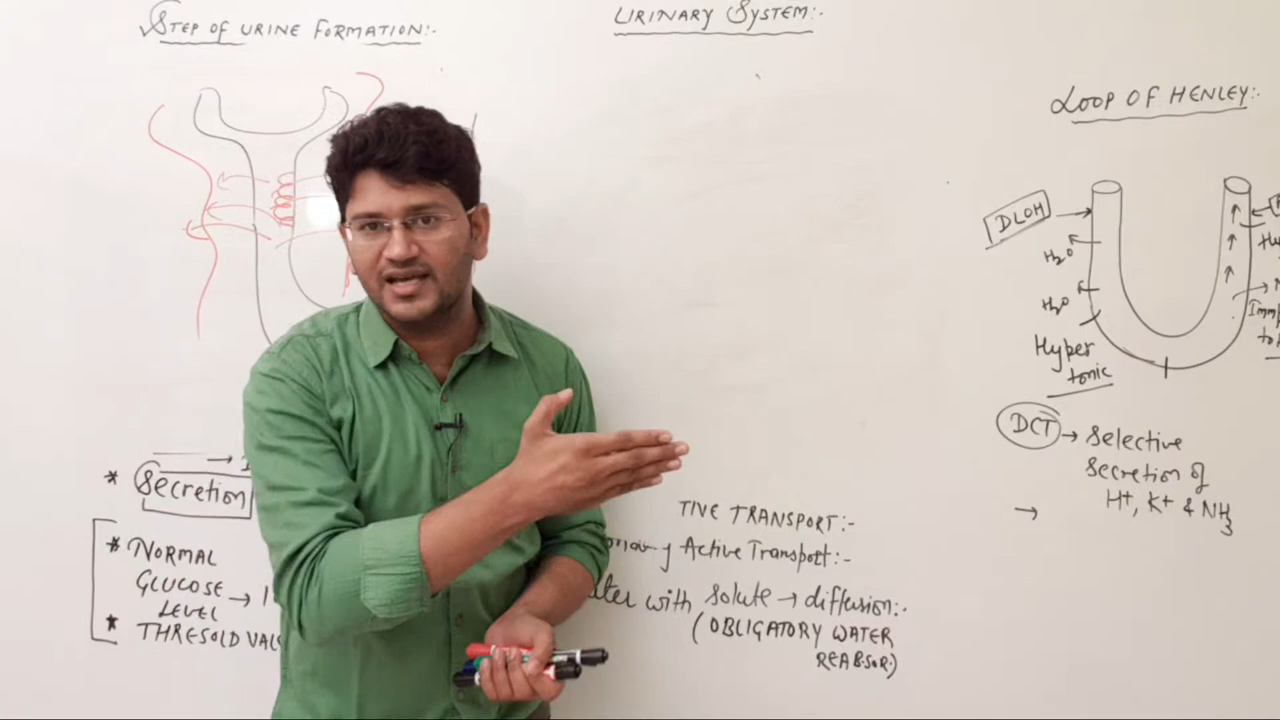 STEP OF URINE FORMATION:-
URINARY SYSTEM:-
LOOP OF HENLEY:-
DLOH
H₂O
H₂O
Hyper
tonic
DCT → Selective
Secretion of
H+, K+ & NH3
→
* Secretion
* NORMAL
GLUCOSE →
LEVEL
* THRESOLD
TIVE TRANSPORT:-
Active Transport:-
with solute → diffusion:-
(OBLIGATORY WATER
REABSOR:)